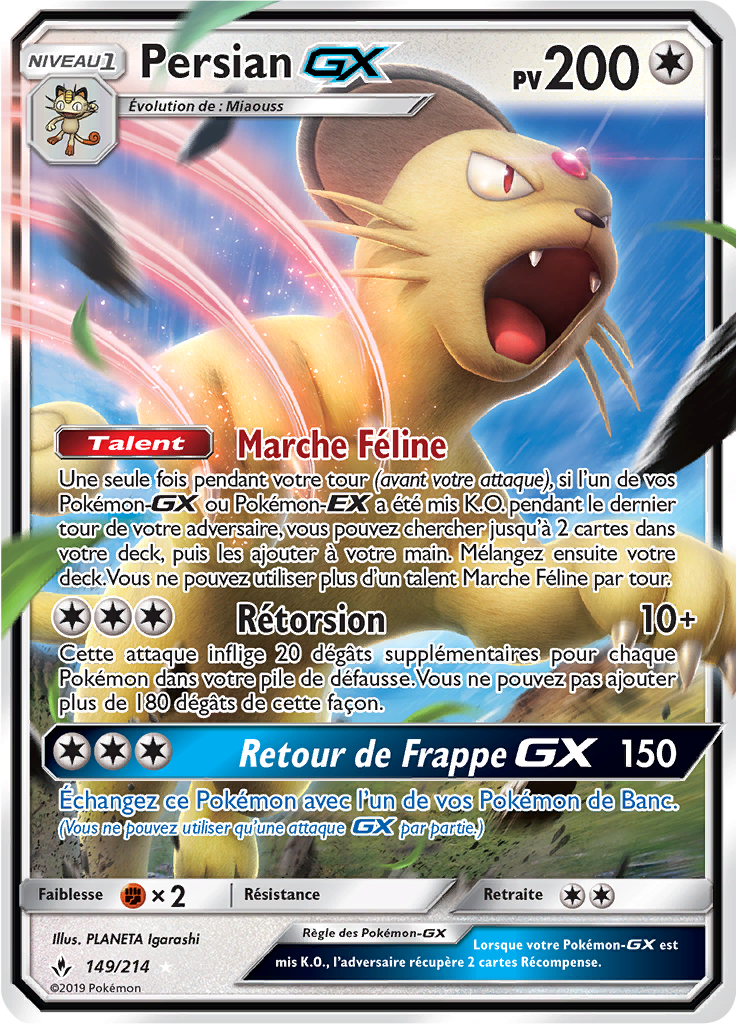 NIVEAU 1
Persian GX
PV 200
Évolution de : Miaouss
Talent Marche Féline
Une seule fois pendant votre tour (avant votre attaque), si l'un de vos
Pokémon-GX ou Pokémon-EX a été mis K.O. pendant le dernier
tour de votre adversaire, vous pouvez chercher jusqu'à 2 cartes dans
votre deck, puis les ajouter à votre main. Mélangez ensuite votre
deck. Vous ne pouvez utiliser plus d'un talent Marche Féline par tour.
Rétorsion 10+
Cette attaque inflige 20 dégâts supplémentaires pour chaque
Pokémon dans votre pile de défausse. Vous ne pouvez pas ajouter
plus de 180 dégâts de cette façon.
Retour de Frappe GX 150
Échangez ce Pokémon avec l'un de vos Pokémon de Banc.
(Vous ne pouvez utiliser qu'une attaque GX par partie.)
Faiblesse × 2 Résistance Retraite
Illus. PLANETA Igarashi
149/214
©2019 Pokémon
Règle des Pokémon-GX
Lorsque votre Pokémon-GX est
mis K.O., l'adversaire récupère 2 cartes Récompense.